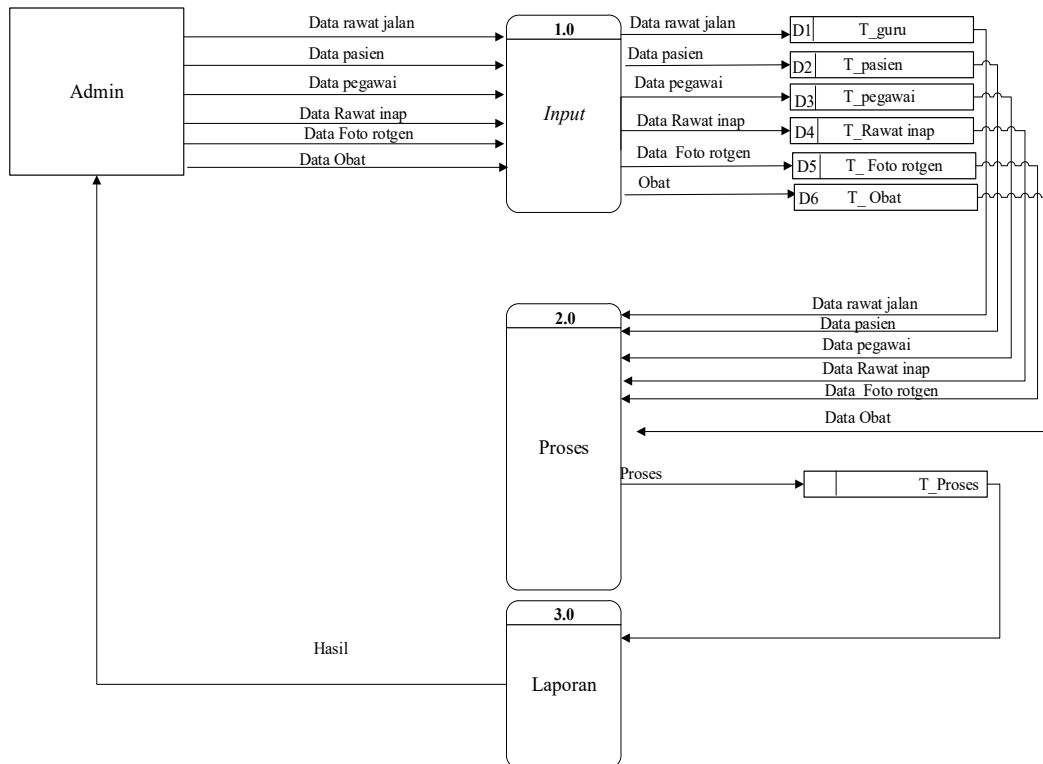 Admin
Data rawat jalan
Data pasien
Data pegawai
Data Rawat inap
Data Foto rotgen
Data Obat
1.0
Input
Data rawat jalan
Data pasien
Data pegawai
Data Rawat inap
Data Foto rotgen
Obat
D1 T_guru
D2 T_pasien
D3 T_pegawai
D4 T_Rawat inap
D5 T_ Foto rotgen
D6 T_ Obat
2.0
Proses
Data rawat jalan
Data pasien
Data pegawai
Data Rawat inap
Data Foto rotgen
Data Obat
Proses
T_Proses
3.0
Laporan
Hasil